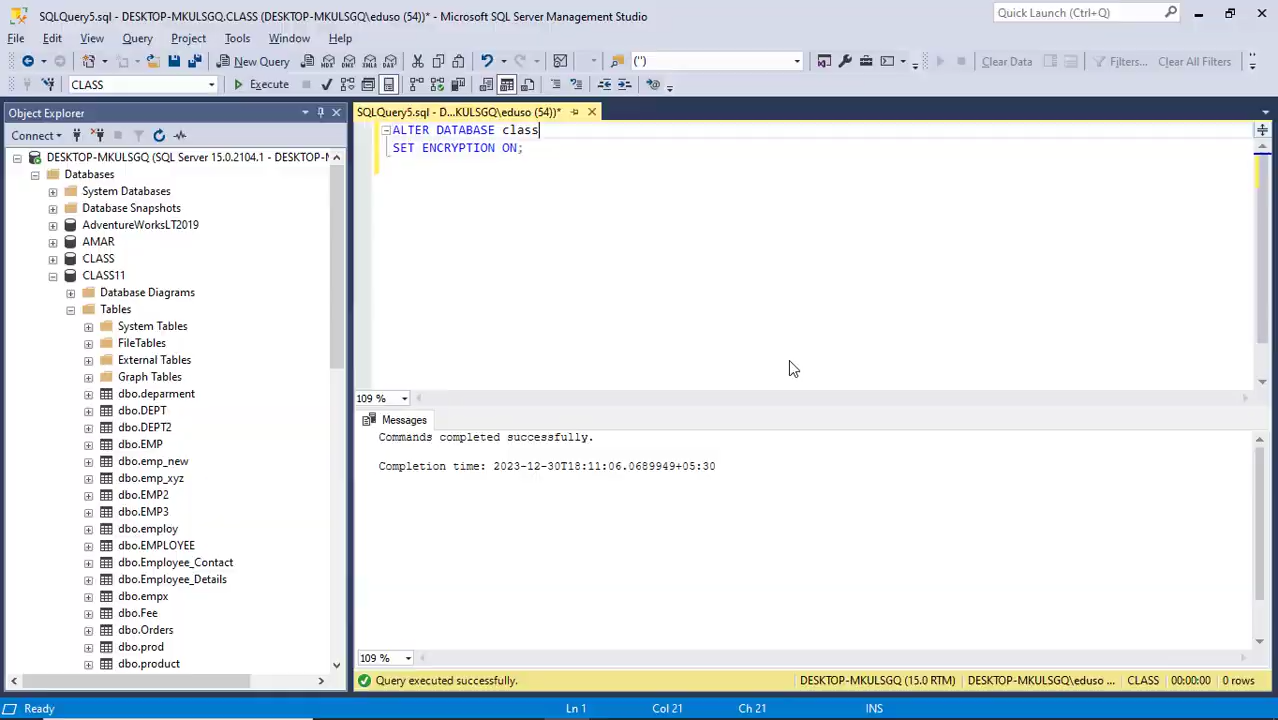 SQLQuery5.sql - DESKTOP-MKULSGQ.CLASS (DESKTOP-MKULSGQ\eduso (54))* - Microsoft SQL Server Management Studio
Quick Launch (Ctrl+Q)
File Edit View Query Project Tools Window Help
New Query
('')
Clear Data
Filters...
Clear All Filters
CLASS
Execute
Object Explorer
SQLQuery5.sql - D...KULSGQ\eduso (54))*
Connect
DESKTOP-MKULSGQ (SQL Server 15.0.2104.1 - DESKTOP-M
Databases
System Databases
Database Snapshots
AdventureWorksLT2019
AMAR
CLASS
CLASS11
Database Diagrams
Tables
System Tables
FileTables
External Tables
Graph Tables
dbo.deparment
dbo.DEPT
dbo.DEPT2
dbo.EMP
dbo.emp_new
dbo.emp_xyz
dbo.EMP2
dbo.EMP3
dbo.employ
dbo.EMPLOYEE
dbo.Employee_Contact
dbo.Employee_Details
dbo.empx
dbo.Fee
dbo.Orders
dbo.prod
dbo.product
ALTER DATABASE class
SET ENCRYPTION ON;
109 %
Messages
Commands completed successfully.
Completion time: 2023-12-30T18:11:06.0689949+05:30
109 %
Query executed successfully.
DESKTOP-MKULSGQ (15.0 RTM)
DESKTOP-MKULSGQ\eduso ...
CLASS
00:00:00
0 rows
Ready
Ln 1
Col 21
Ch 21
INS